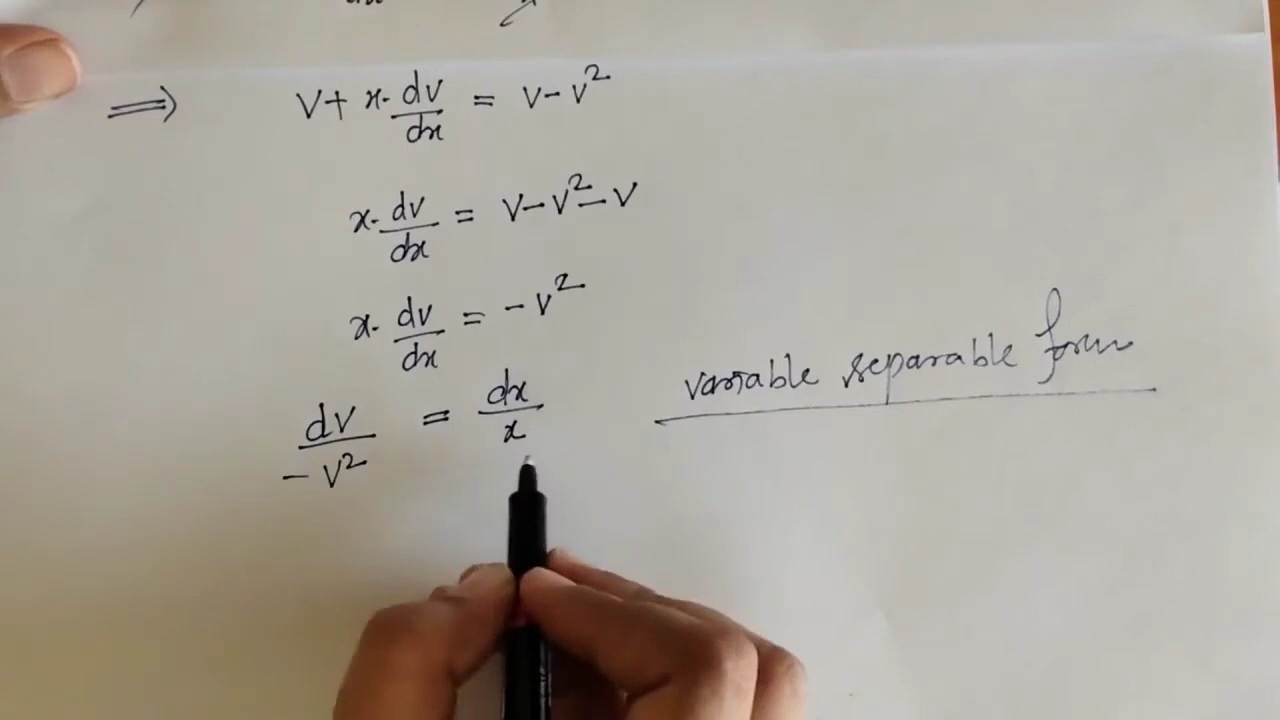 ⟹ V + x. dv/dx = v - v²
x. dv/dx = v - v² - v
x. dv/dx = - v²
dv/- v² = dx/x
variable separable form